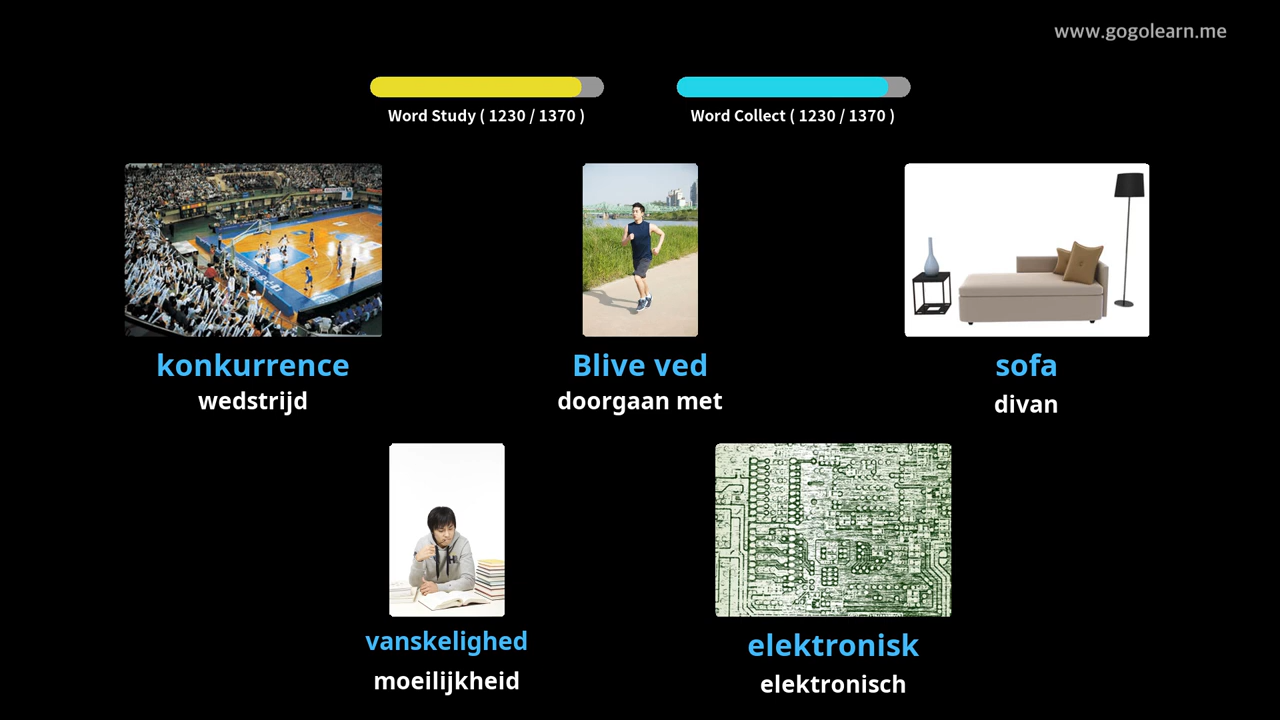 www.gogolearn.me
Word Study ( 1230 / 1370 )
Word Collect ( 1230 / 1370 )
konkurrence
wedstrijd
Blive ved
doorgaan met
sofa
divan
vanskelighed
moeilijkheid
elektronisk
elektronisch